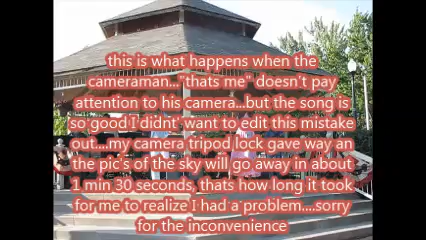 this is what happens when the
cameraman..."thats me" doesn't pay
attention to his camera...but the song is
so good I didnt want to edit this mistake
out....my camera tripod lock gave way an
the pic's of the sky will go away in about
1 min 30 seconds, thats how long it took
for me to realize I had a problem....sorry
for the inconvenience